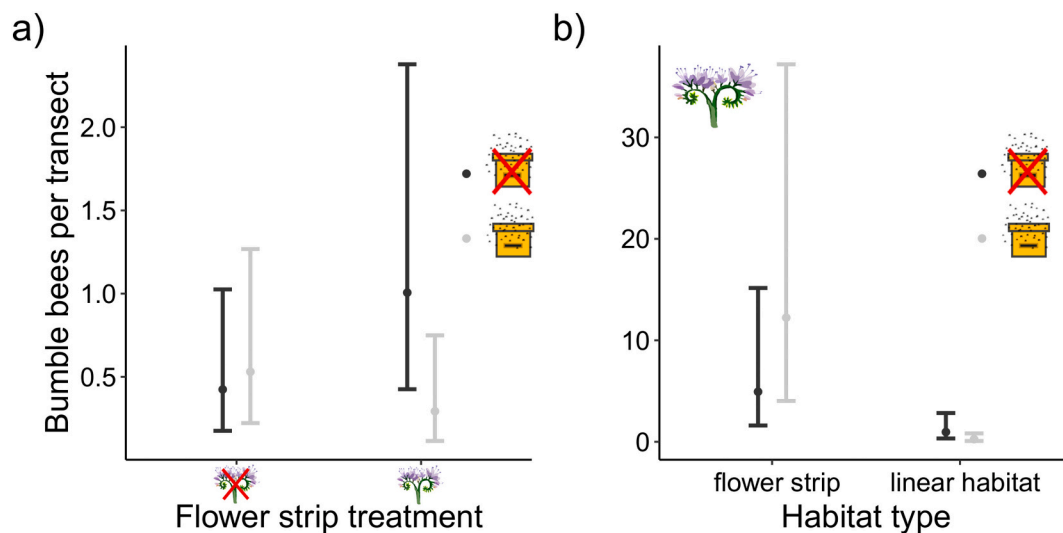 a)
Bumble bees per transect
2.0
1.5
1.0
0.5
Flower strip treatment
b)
30
20
10
0
flower strip
linear habitat
Habitat type